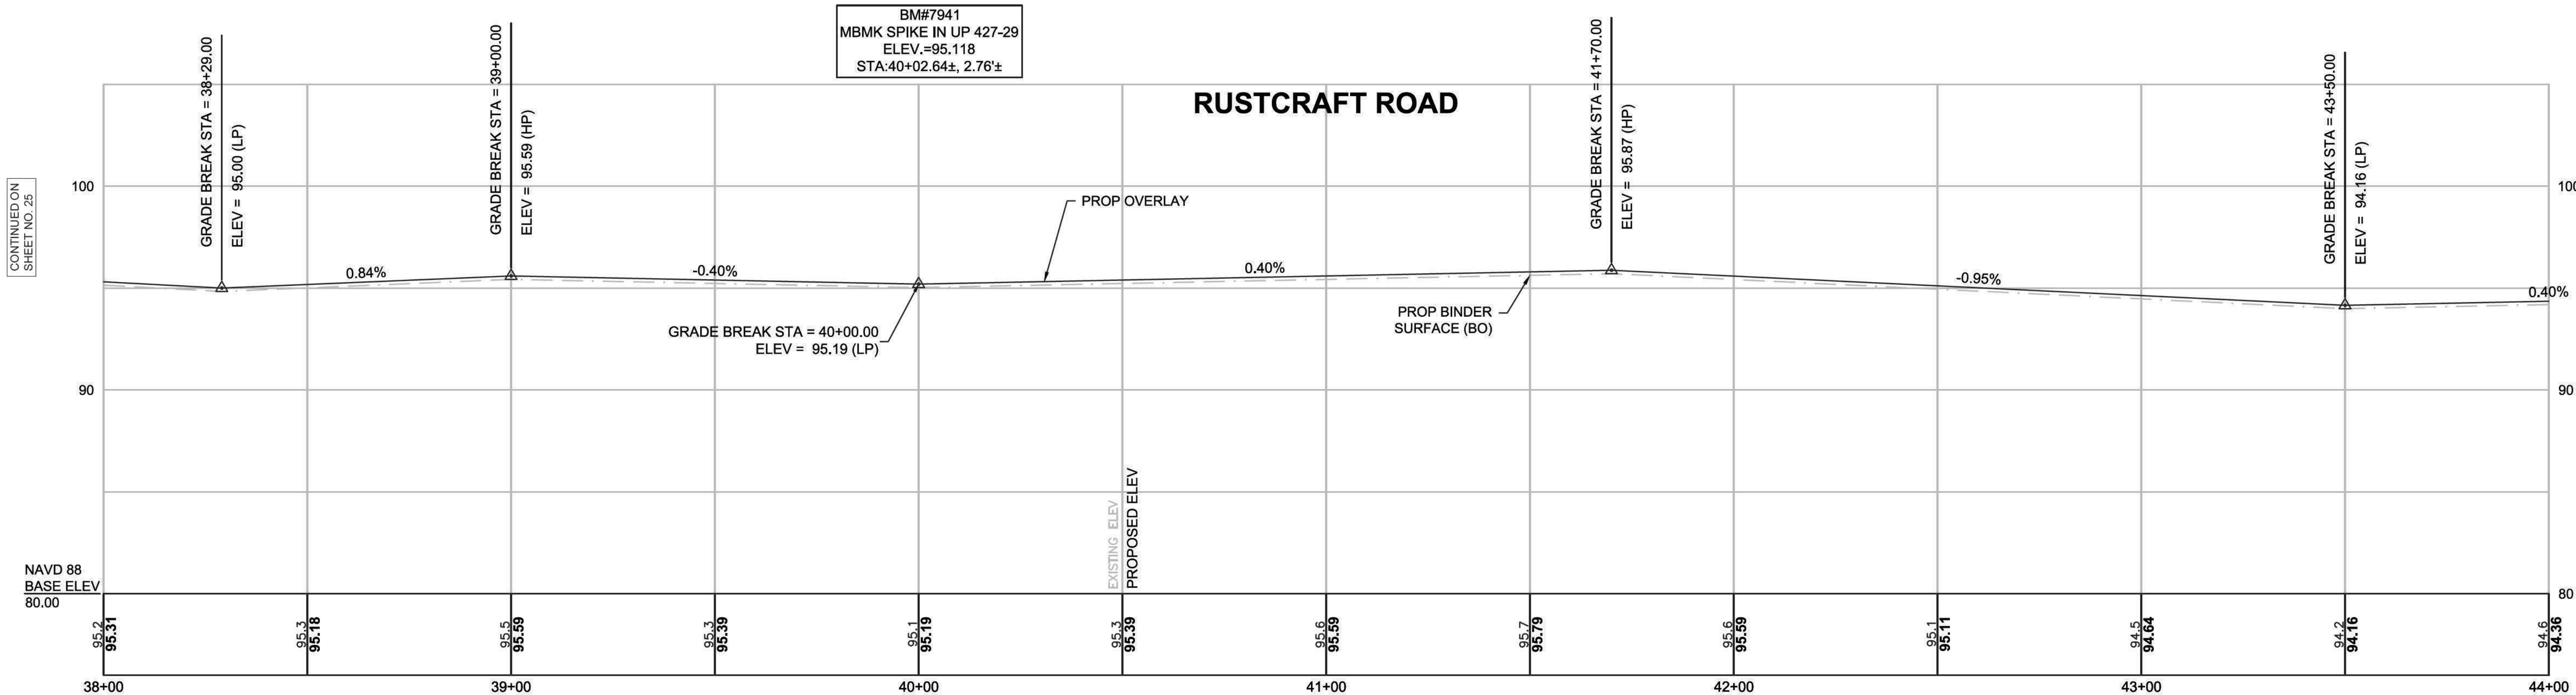 BM#7941
MBMK SPIKE IN UP 427-29
ELEV.=95.118
STA:40+02.64±, 2.76'±
RUSTCRAFT ROAD
GRADE BREAK STA = 38+29.00
ELEV = 95.00 (LP)
GRADE BREAK STA = 39+00.00
ELEV = 95.59 (HP)
GRADE BREAK STA = 41+70.00
ELEV = 95.87 (HP)
GRADE BREAK STA = 43+50.00
ELEV = 94.16 (LP)
CONTINUED ON
SHEET NO. 25
100
100
PROP OVERLAY
0.84%
-0.40%
0.40%
-0.95%
0.40%
GRADE BREAK STA = 40+00.00
ELEV = 95.19 (LP)
PROP BINDER
SURFACE (BO)
90
90
EXISTING ELEV
PROPOSED ELEV
NAVD 88
BASE ELEV
80.00
80
95.2
95.31
95.3
95.18
95.5
95.59
95.3
95.39
95.1
95.19
95.3
95.39
95.6
95.59
95.7
95.79
95.6
95.59
95.1
95.11
94.5
94.64
94.2
94.16
94.6
94.36
38+00
39+00
40+00
41+00
42+00
43+00
44+00